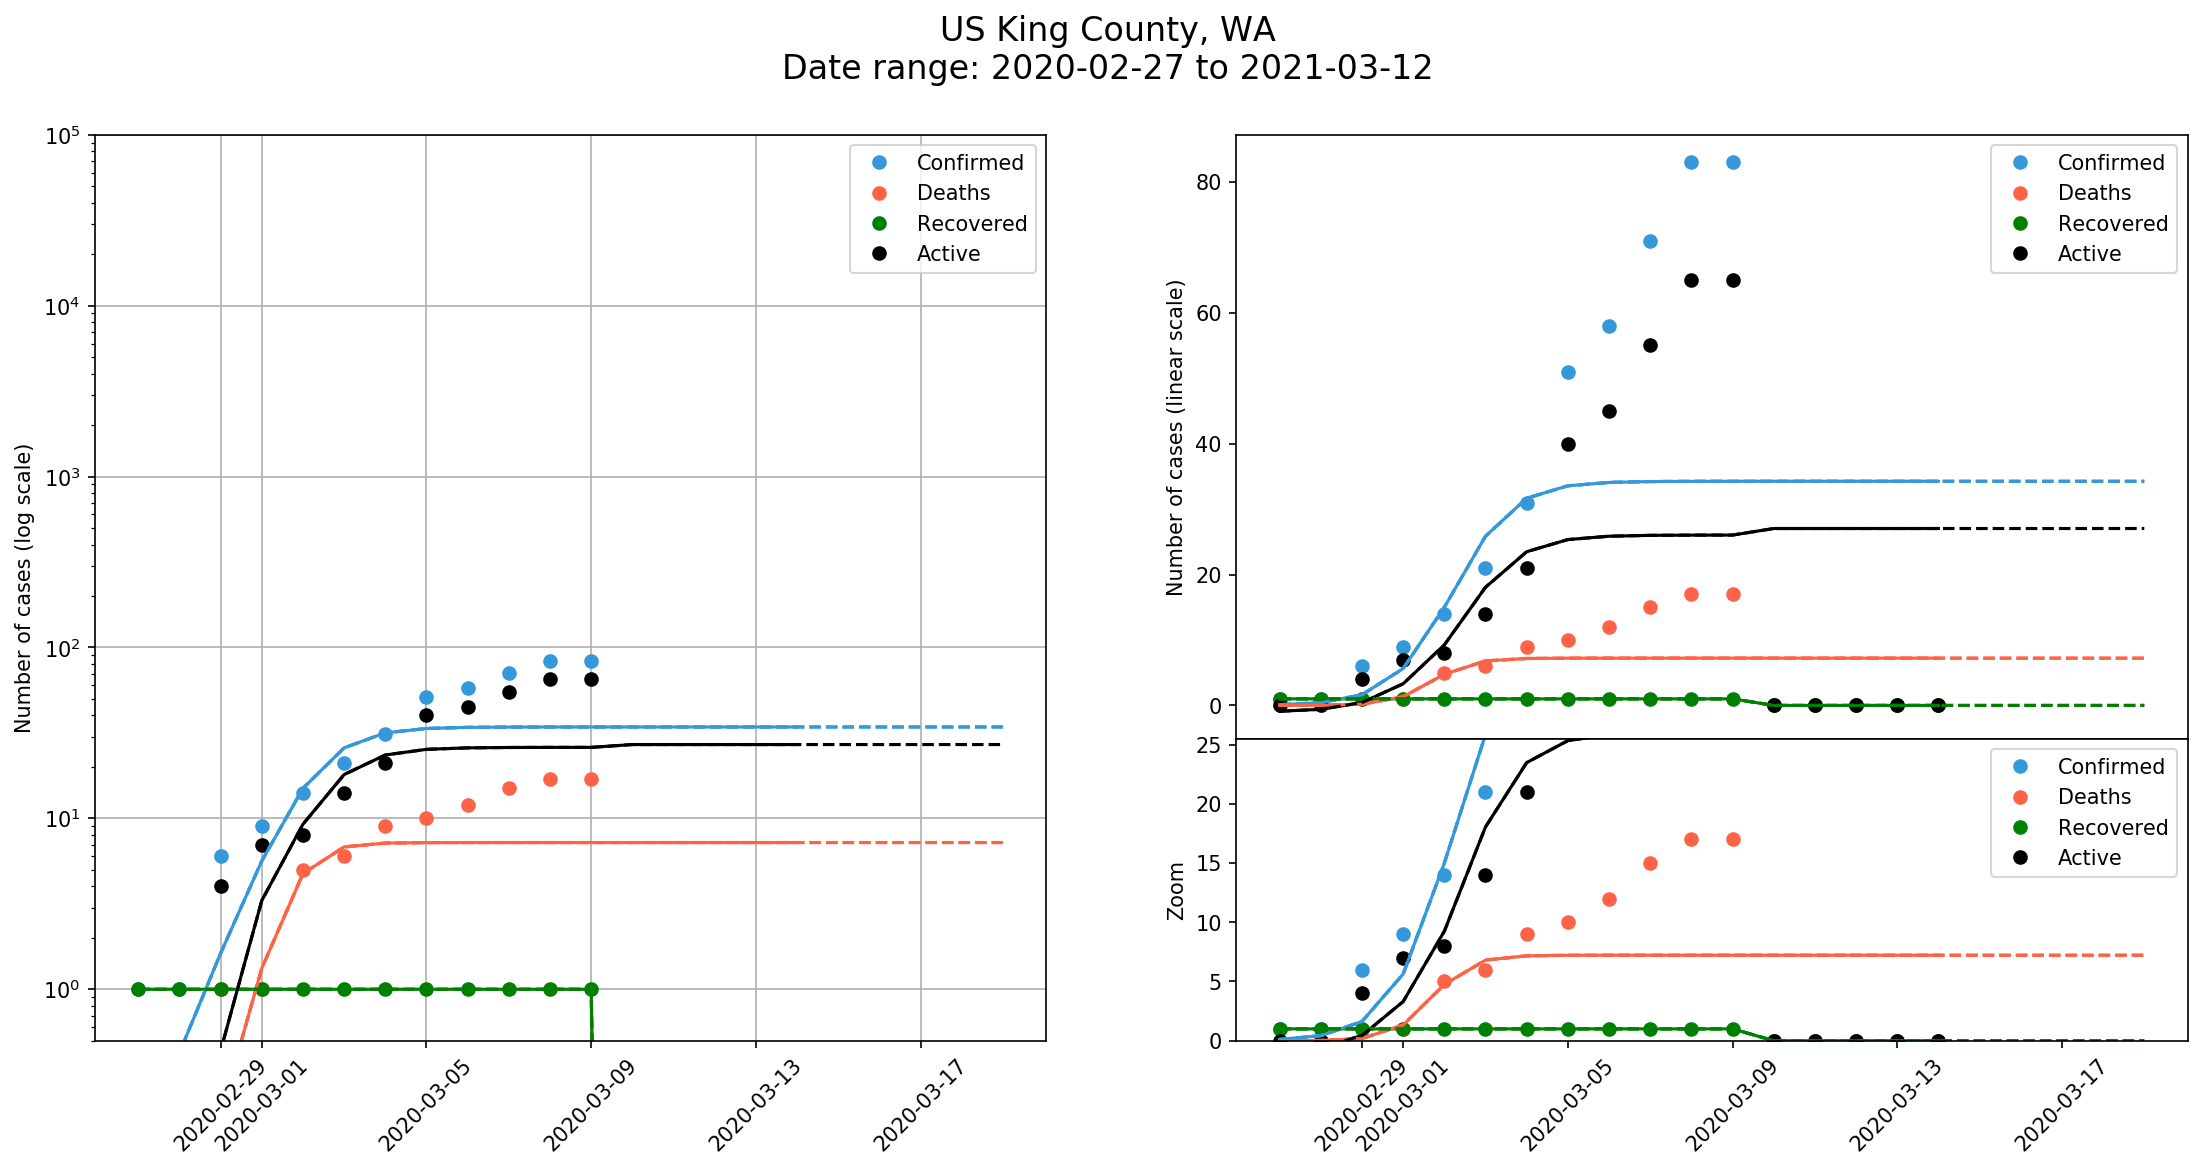 US King County, WA
Date range: 2020-02-27 to 2021-03-12
Number of cases (log scale)
10⁵
10⁴
10³
10²
10¹
10⁰
Confirmed
Deaths
Recovered
Active
2020-02-29
2020-03-01
2020-03-05
2020-03-09
2020-03-13
2020-03-17
Number of cases (linear scale)
80
60
40
20
0
Confirmed
Deaths
Recovered
Active
Zoom
25
20
15
10
5
0
Confirmed
Deaths
Recovered
Active
2020-02-29
2020-03-01
2020-03-05
2020-03-09
2020-03-13
2020-03-17